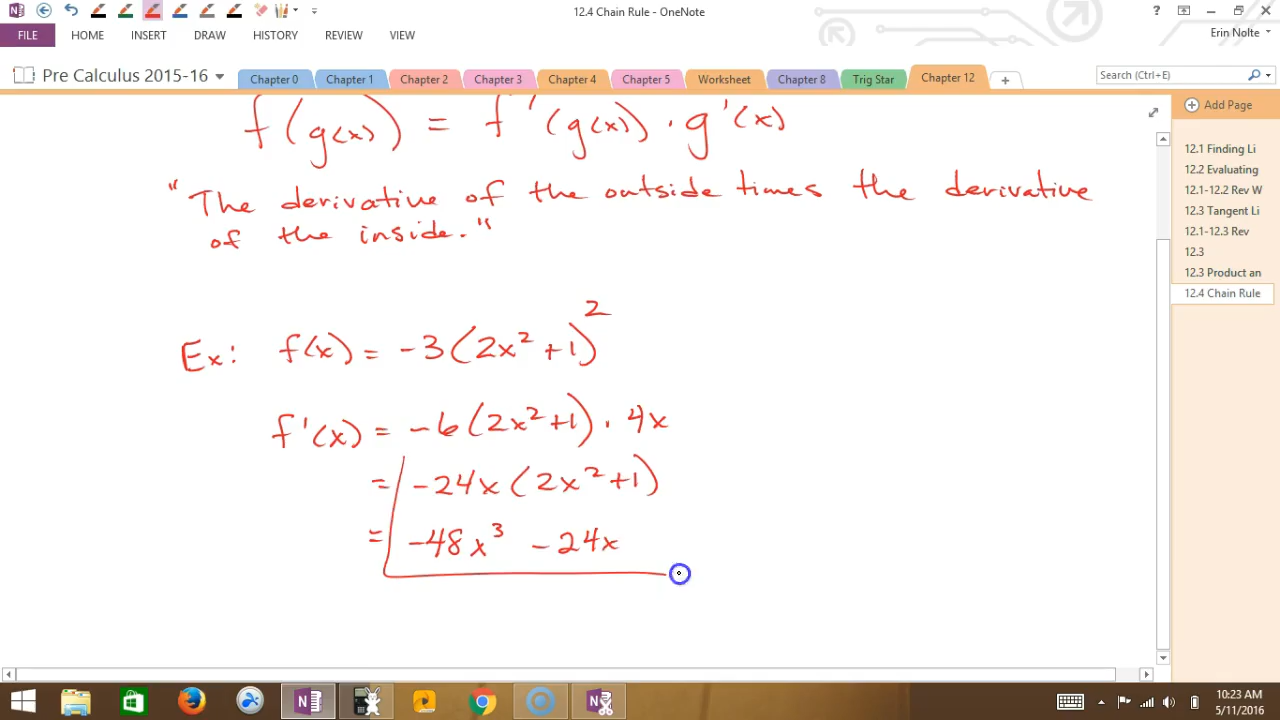 12.4 Chain Rule - OneNote
?
FILE HOME INSERT DRAW HISTORY REVIEW VIEW
Erin Nolte
Pre Calculus 2015-16
Chapter 0 Chapter 1 Chapter 2 Chapter 3 Chapter 4 Chapter 5 Worksheet Chapter 8 Trig Star Chapter 12 +
Search (Ctrl+E)
Add Page
12.1 Finding Li
12.2 Evaluating
12.1-12.2 Rev W
12.3 Tangent Li
12.1-12.3 Rev
12.3
12.3 Product an
12.4 Chain Rule
f(g(x)) = f'(g(x)) · g'(x)
"The derivative of the outside times the derivative
of the inside."
Ex: f(x) = -3(2x²+1)²
f'(x) = -6(2x²+1) · 4x
= -24x(2x²+1)
= -48x³ - 24x
10:23 AM
5/11/2016